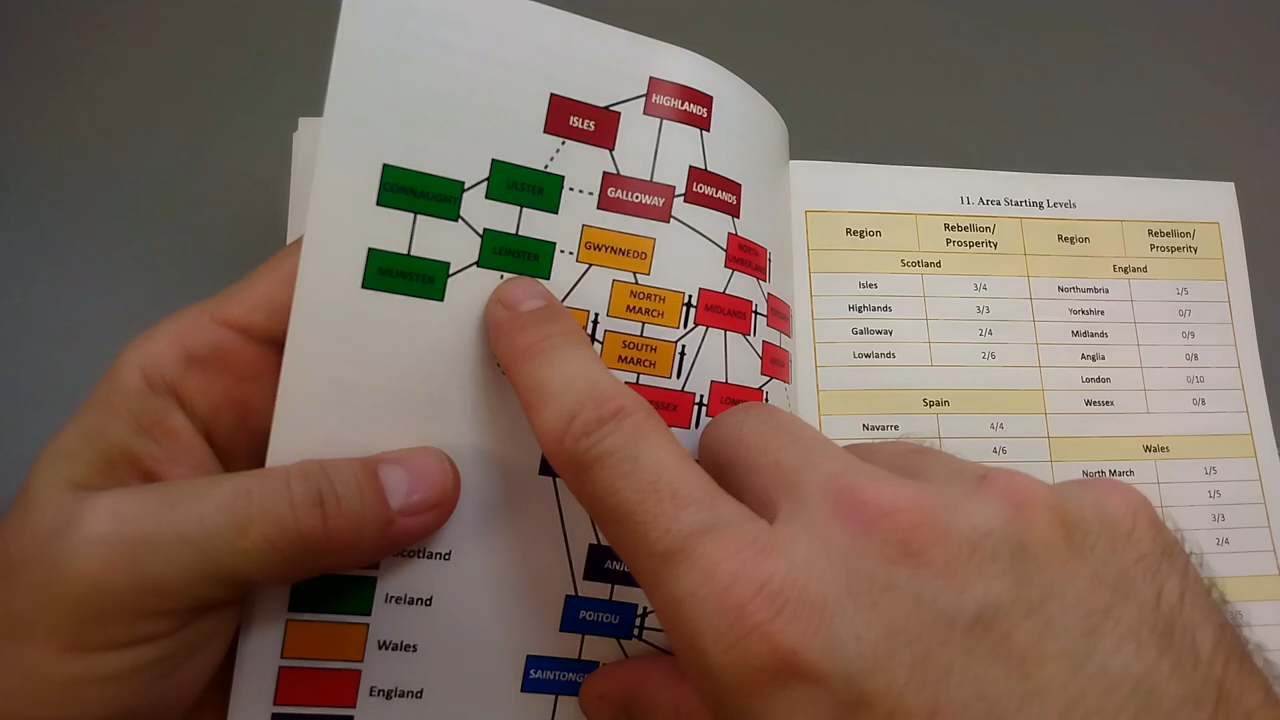 HIGHLANDS
ISLES
CONNAUGHT
ULSTER
GALLOWAY
LOWLANDS
MUNSTER
LEINSTER
GWYNNEDD
NORTH
MARCH
MIDLANDS
SOUTH
MARCH
ANJ
POITOU
Scotland
Ireland
Wales
England
11. Area Starting Levels
Region Rebellion/ Prosperity Region Rebellion/ Prosperity
Scotland England
Isles 3/4 Northumbria 1/5
Highlands 3/3 Yorkshire 0/7
Galloway 2/4 Midlands 0/9
Lowlands 2/6 Anglia 0/8
London 0/10
Spain Wessex 0/8
Navarre 4/4
4/6 Wales
North March 1/5
1/5
3/3
2/4